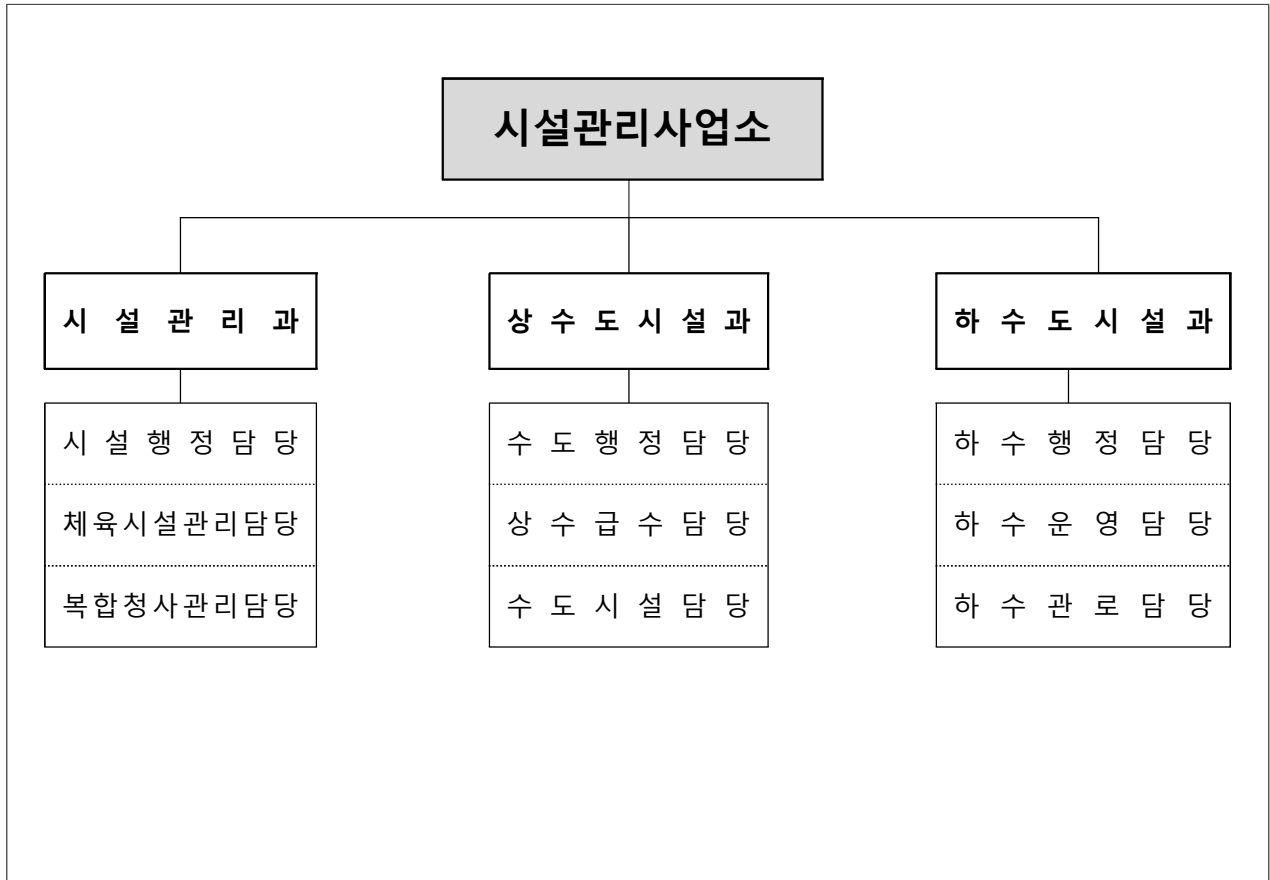 시설관리사업소
시설관리과
상수도시설과
하수도시설과
시설행정담당
체육시설관리담당
복합청사관리담당
수도행정담당
상수급수담당
수도시설담당
하수행정담당
하수운영담당
하수관로담당